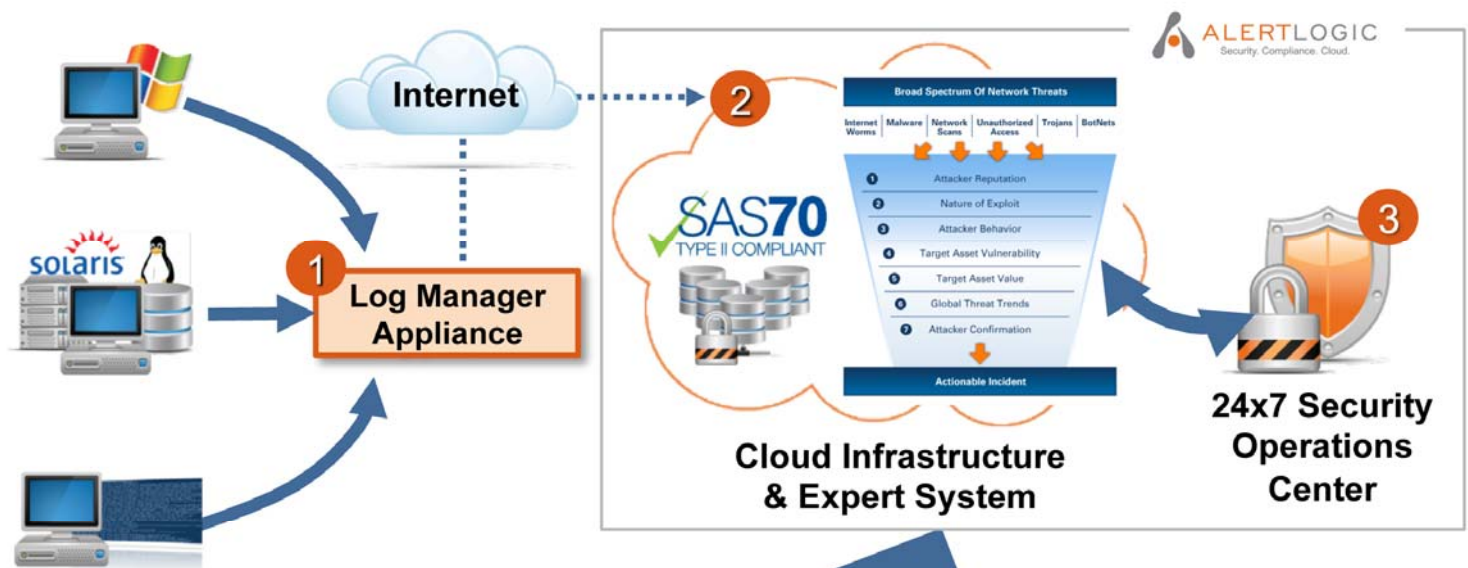 ALERTLOGIC
Security. Compliance. Cloud.
Internet
2
Broad Spectrum Of Network Threats
Internet Worms
Malware
Network Scans
Unauthorized Access
Trojans
BotNets
1 Attacker Reputation
2 Nature of Exploit
3 Attacker Behavior
4 Target Asset Vulnerability
5 Target Asset Value
6 Global Threat Trends
7 Attacker Confirmation
Actionable Incident
SAS70
TYPE II COMPLIANT
3
solaris
1
Log Manager
Appliance
24x7 Security
Operations
Center
Cloud Infrastructure
& Expert System